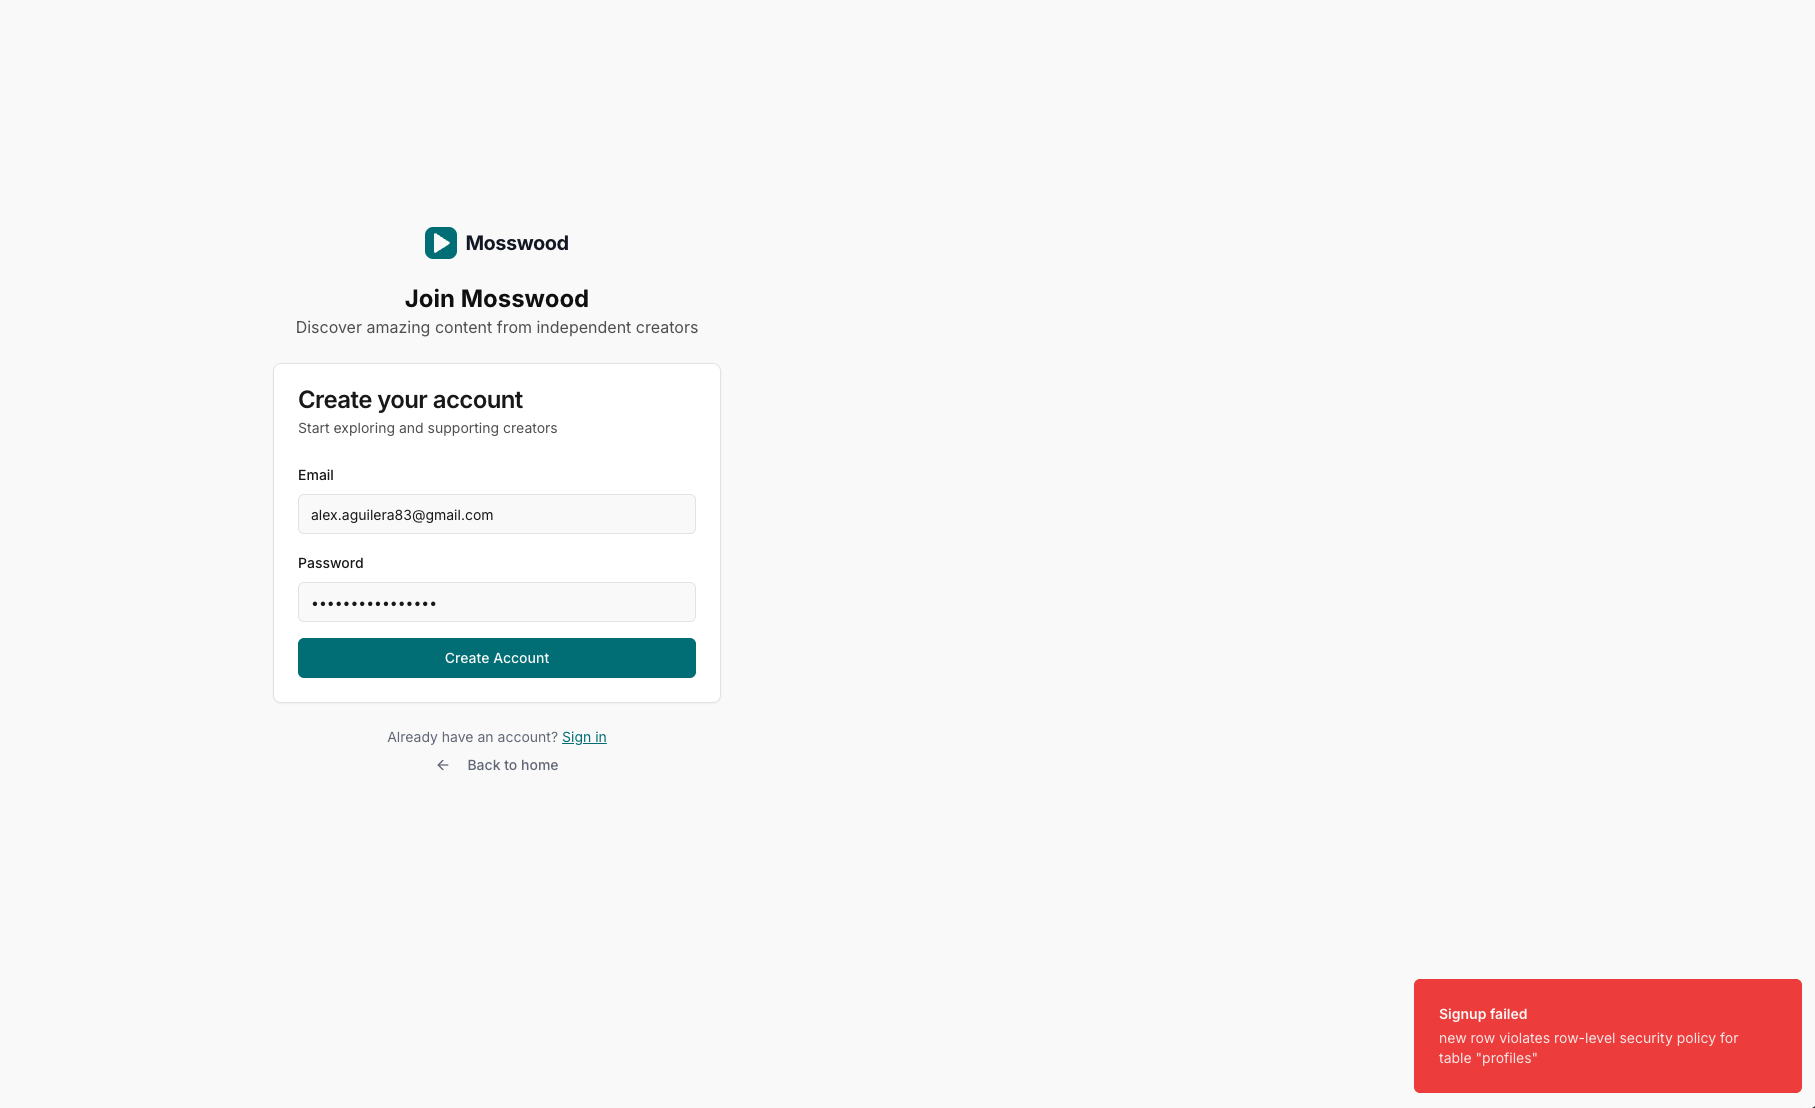 Mosswood
Join Mosswood
Discover amazing content from independent creators
Create your account
Start exploring and supporting creators
Email
alex.aguilera83@gmail.com
Password
••••••••••••••••
Create Account
Already have an account? Sign in
← Back to home
Signup failed
new row violates row-level security policy for
table "profiles"